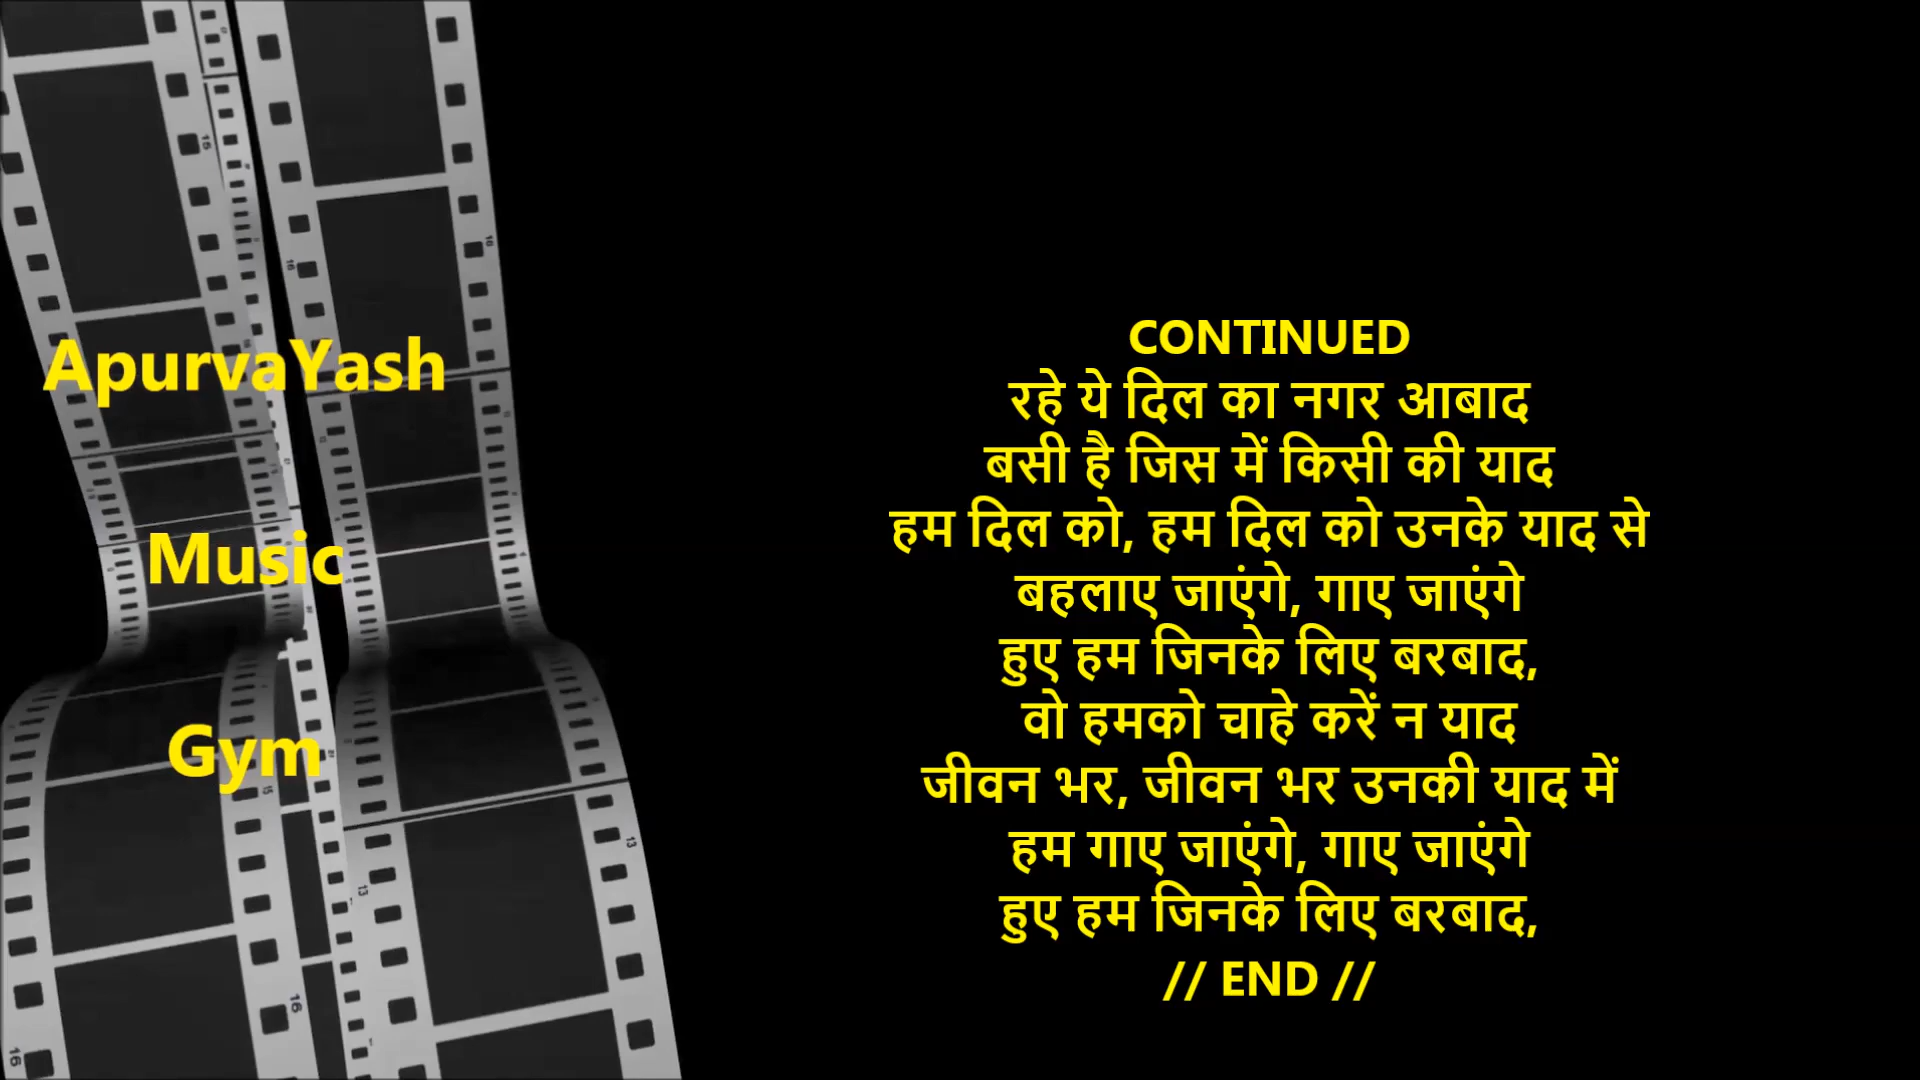 ApurvaYash
Music
Gym
CONTINUED
रहे ये दिल का नगर आबाद
बसी है जिस में किसी की याद
हम दिल को, हम दिल को उनके याद से
बहलाए जाएंगे, गाए जाएंगे
हुए हम जिनके लिए बरबाद,
वो हमको चाहे करें न याद
जीवन भर, जीवन भर उनकी याद में
हम गाए जाएंगे, गाए जाएंगे
हुए हम जिनके लिए बरबाद,
// END //